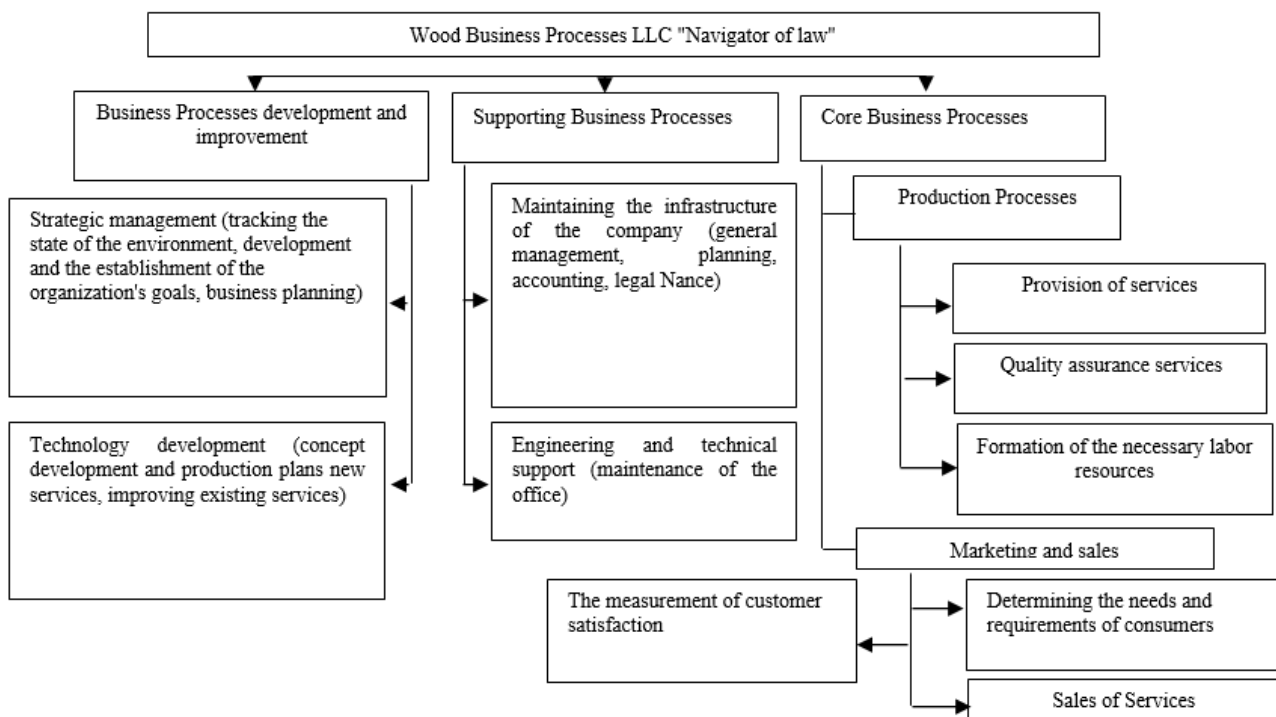 Wood Business Processes LLC "Navigator of law"
Business Processes development and
improvement
Supporting Business Processes
Core Business Processes
Strategic management (tracking the
state of the environment, development
and the establishment of the
organization's goals, business planning)
Technology development (concept
development and production plans new
services, improving existing services)
Maintaining the infrastructure
of the company (general
management, planning,
accounting, legal Nance)
Engineering and technical
support (maintenance of the
office)
Production Processes
Provision of services
Quality assurance services
Formation of the necessary labor
resources
Marketing and sales
The measurement of customer
satisfaction
Determining the needs and
requirements of consumers
Sales of Services